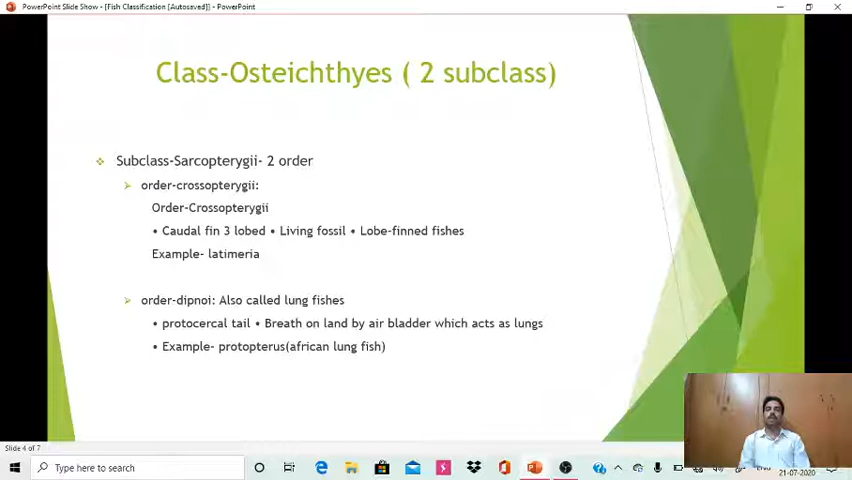 PowerPoint Slide Show - [Fish Classification [Autosaved]] - PowerPoint
Class-Osteichthyes ( 2 subclass)
Subclass-Sarcopterygii- 2 order
order-crossopterygii:
Order-Crossopterygii
• Caudal fin 3 lobed • Living fossil • Lobe-finned fishes
Example- latimeria
order-dipnoi: Also called lung fishes
• protocercal tail • Breath on land by air bladder which acts as lungs
• Example- protopterus(african lung fish)
Slide 4 of 7
Type here to search
21-07-2020